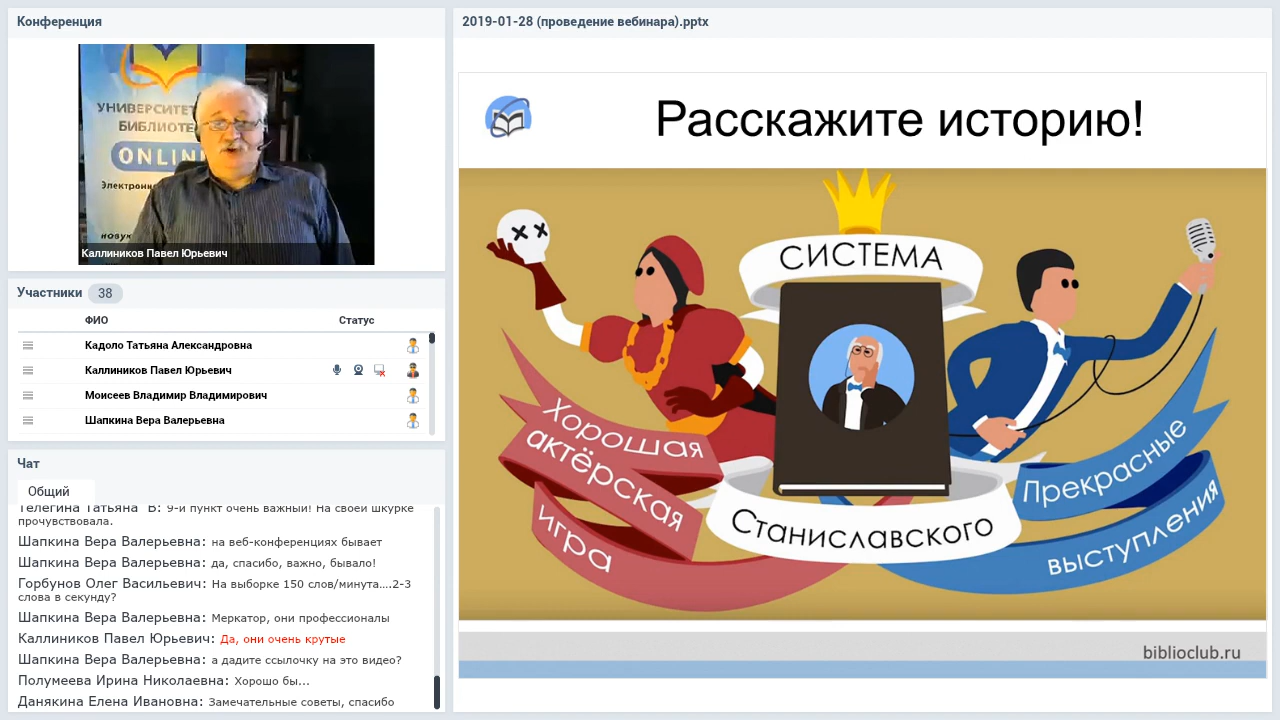 Конференция
УНИВЕРСИТЕТ
БИБЛИОТЕ
ONLIN
Электронн
новую
Каллиников Павел Юрьевич
Участники 38
ФИО Статус
Кадоло Татьяна Александровна
Каллиников Павел Юрьевич
Моисеев Владимир Владимирович
Шапкина Вера Валерьевна
Чат
Общий
Телегина Татьяна В: 9-й пункт очень важный! На своей шкурке
прочувствовала.
Шапкина Вера Валерьевна: на веб-конференциях бывает
Шапкина Вера Валерьевна: да, спасибо, важно, бывало!
Горбунов Олег Васильевич: На выборке 150 слов/минута....2-3
слова в секунду?
Шапкина Вера Валерьевна: Меркатор, они профессионалы
Каллиников Павел Юрьевич: Да, они очень крутые
Шапкина Вера Валерьевна: а дадите ссылочку на это видео?
Полумеева Ирина Николаевна: Хорошо бы...
Данякина Елена Ивановна: Замечательные советы, спасибо
2019-01-28 (проведение вебинара).pptx
Расскажите историю!
СИСТЕМА
Станиславского
Хорошая
актёрская
игра
Прекрасные
выступления
biblioclub.ru